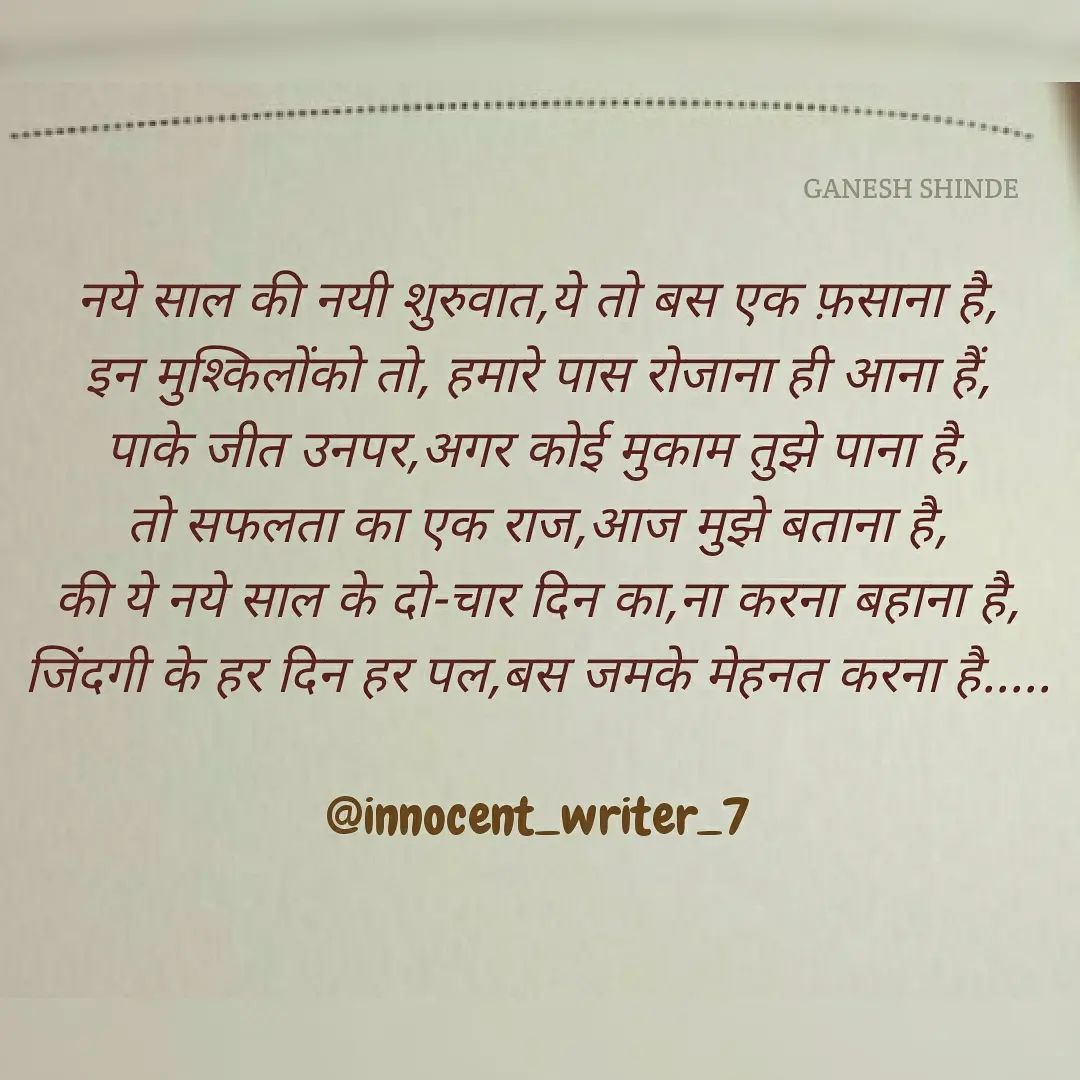 GANESH SHINDE
नये साल की नयी शुरुवात,ये तो बस एक फ़साना है,
इन मुश्किलोंको तो, हमारे पास रोजाना ही आना हैं,
पाके जीत उनपर,अगर कोई मुकाम तुझे पाना है,
तो सफलता का एक राज,आज मुझे बताना है,
की ये नये साल के दो-चार दिन का,ना करना बहाना है,
जिंदगी के हर दिन हर पल,बस जमके मेहनत करना है.....
@innocent_writer_7